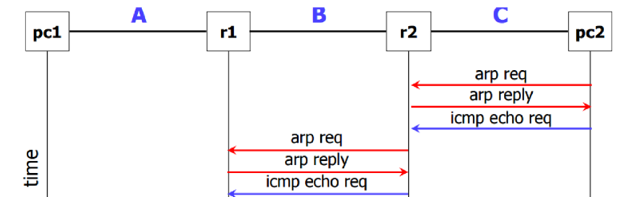 A B C
pc1 r1 r2 pc2
arp req
arp reply
icmp echo req
arp req
arp reply
icmp echo req
time